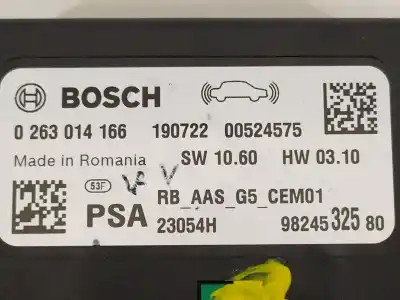 BOSCH
0 263 014 166 190722 00524575
Made in Romania SW 10.60 HW 03.10
53F RB_AAS_G5_CEM01
PSA 23054H 98245 325 80